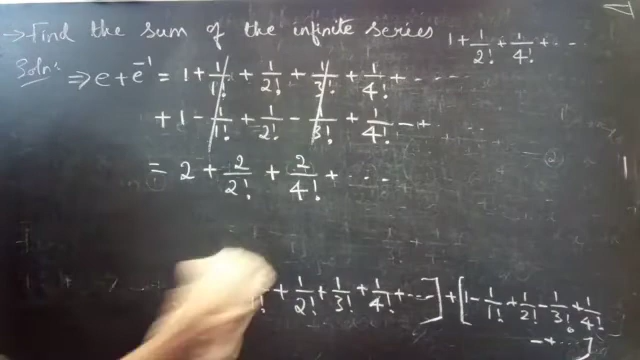 → Find the sum of the infinite series 1 + 1/2! + 1/4! + ...
Soln: ⇒ e + e⁻¹ = 1 + 1/1! + 1/2! + 1/3! + 1/4! + ......
+ 1 - 1/1! + 1/2! - 1/3! + 1/4! - + ...
= 2 + 2/2! + 2/4! + ...
1/1! + 1/2! + 1/3! + 1/4! + ...] + [1 - 1/1! + 1/2! - 1/3! + 1/4!
- + ...]